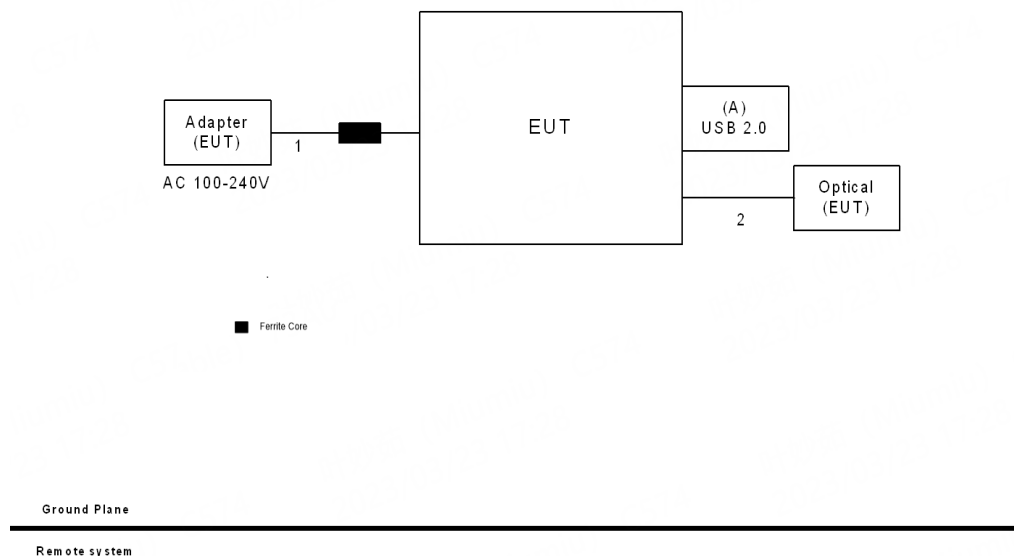 Adapter
(EUT)
1
AC 100-240V
EUT
(A)
USB 2.0
Optical
(EUT)
2
Ferrite Core
Ground Plane
Remote system